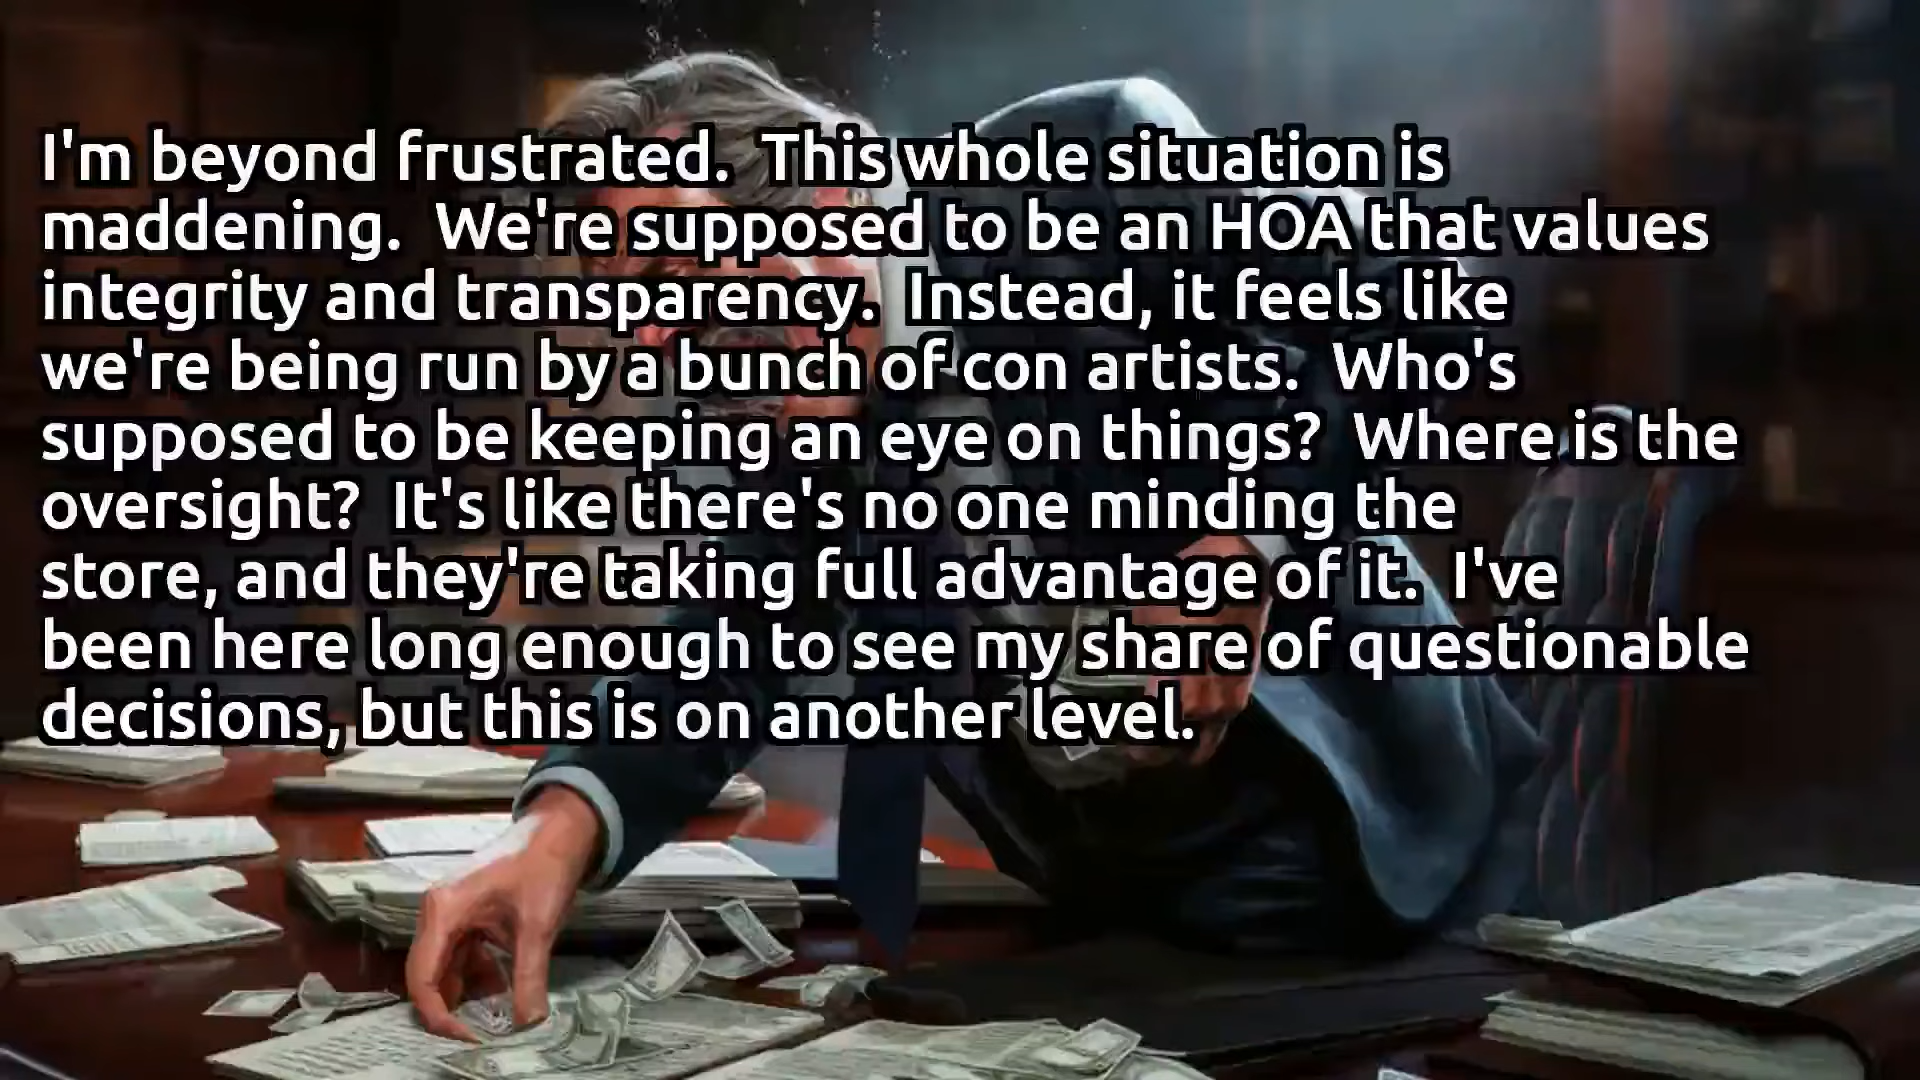 I'm beyond frustrated.  This whole situation is
maddening.  We're supposed to be an HOA that values
integrity and transparency.  Instead, it feels like
we're being run by a bunch of con artists.  Who's
supposed to be keeping an eye on things?  Where is the
oversight?  It's like there's no one minding the
store, and they're taking full advantage of it.  I've
been here long enough to see my share of questionable
decisions, but this is on another level.